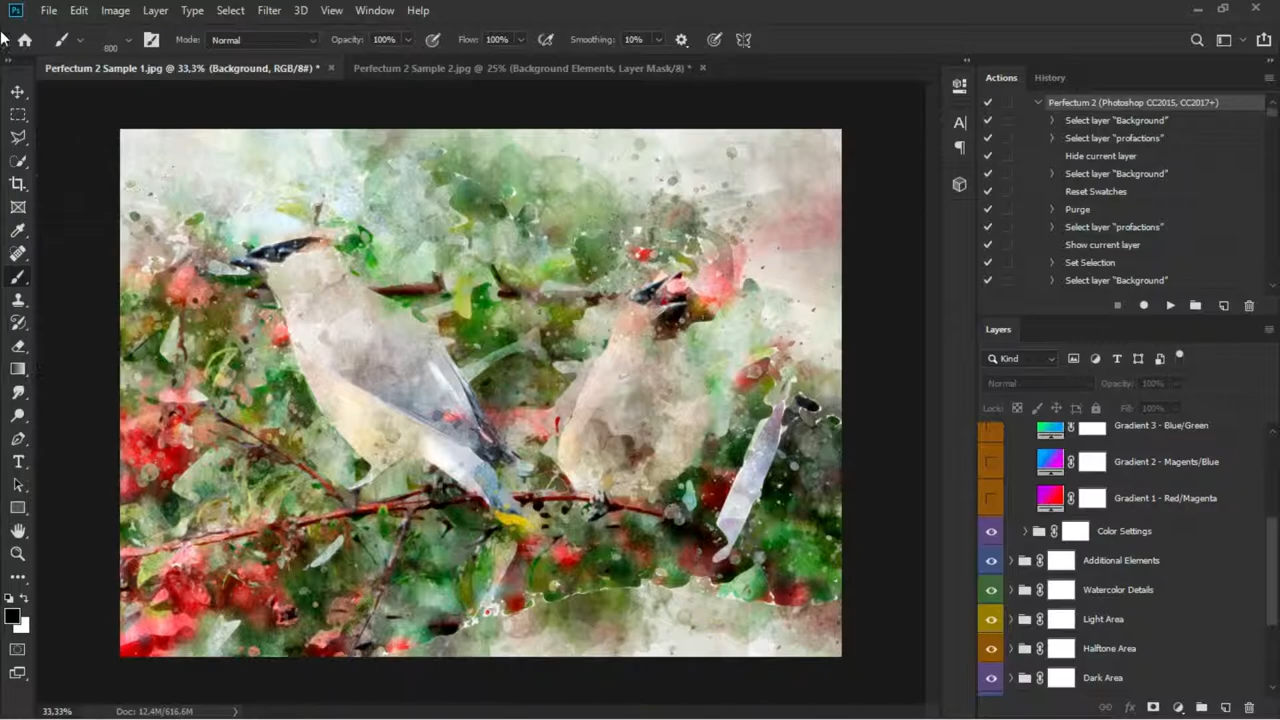 Ps File Edit Image Layer Type Select Filter 3D View Window Help
600 Mode: Normal Opacity: 100% Flow: 100% Smoothing: 10%
Perfectum 2 Sample 1.jpg @ 33,3% (Background, RGB/8#) * × Perfectum 2 Sample 2.jpg @ 25% (Background Elements, Layer Mask/8) * ×
Actions History
Perfectum 2 (Photoshop CC2015, CC2017+)
Select layer "Background"
Select layer "profactions"
Hide current layer
Select layer "Background"
Reset Swatches
Purge
Select layer "profactions"
Show current layer
Set Selection
Select layer "Background"
Layers
Kind
Normal Opacity: 100%
Lock: Fill: 100%
Gradient 3 - Blue/Green
Gradient 2 - Magents/Blue
Gradient 1 - Red/Magenta
Color Settings
Additional Elements
Watercolor Details
Light Area
Halftone Area
Dark Area
33,33% Doc: 12,4M/616,6M